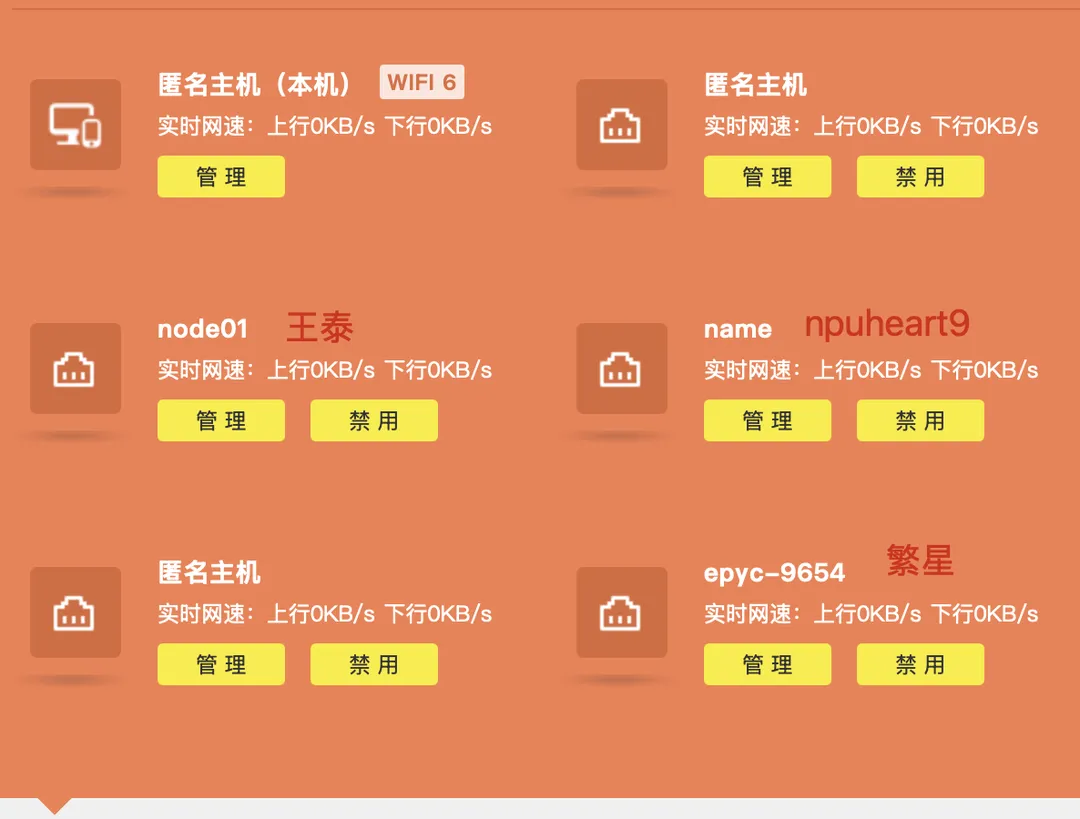 匿名主机（本机） WIFI 6
实时网速：上行0KB/s 下行0KB/s
管 理
匿名主机
实时网速：上行0KB/s 下行0KB/s
管 理 禁 用
node01 王泰
实时网速：上行0KB/s 下行0KB/s
管 理 禁 用
name npuheart9
实时网速：上行0KB/s 下行0KB/s
管 理 禁 用
匿名主机
实时网速：上行0KB/s 下行0KB/s
管 理 禁 用
epyc-9654 繁星
实时网速：上行0KB/s 下行0KB/s
管 理 禁 用